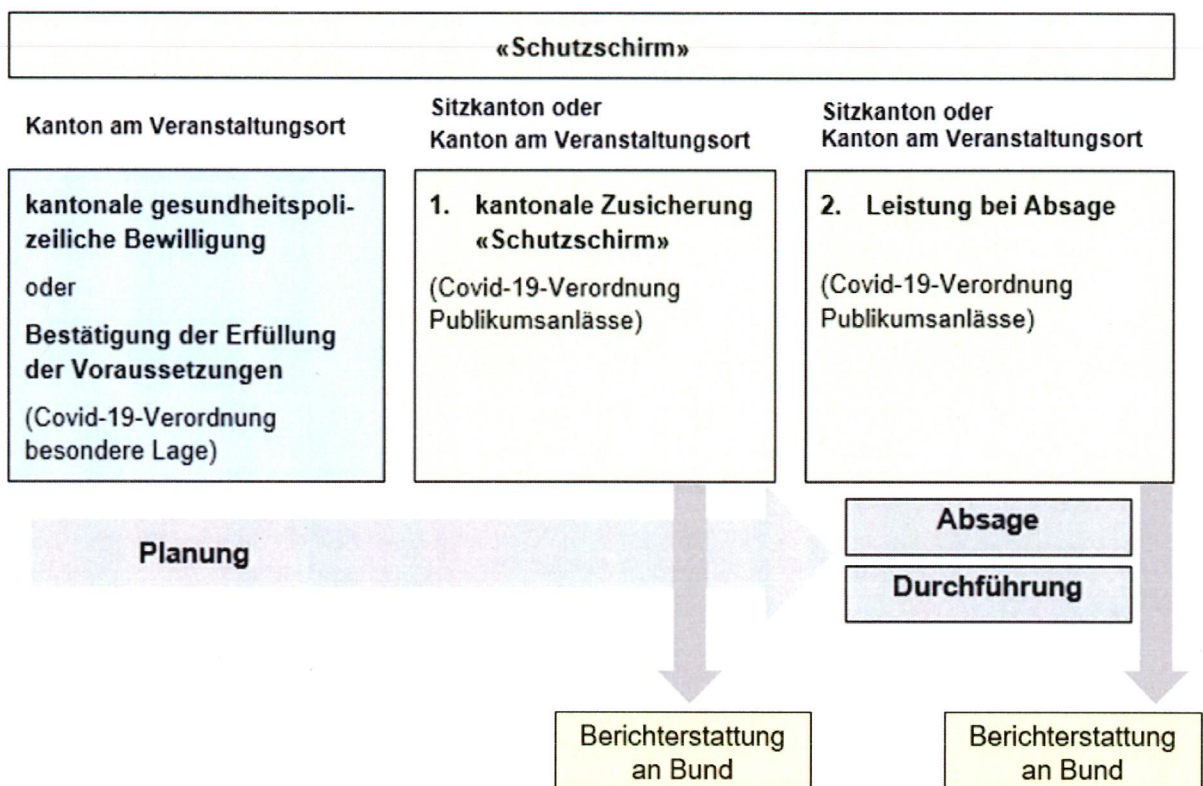 «Schutzschirm»
Kanton am Veranstaltungsort
kantonale gesundheitspoli-
zeiliche Bewilligung
oder
Bestätigung der Erfüllung
der Voraussetzungen
(Covid-19-Verordnung
besondere Lage)
Sitzkanton oder
Kanton am Veranstaltungsort
1. kantonale Zusicherung
«Schutzschirm»
(Covid-19-Verordnung
Publikumsanlässe)
Sitzkanton oder
Kanton am Veranstaltungsort
2. Leistung bei Absage
(Covid-19-Verordnung
Publikumsanlässe)
Planung
Absage
Durchführung
Berichterstattung
an Bund
Berichterstattung
an Bund